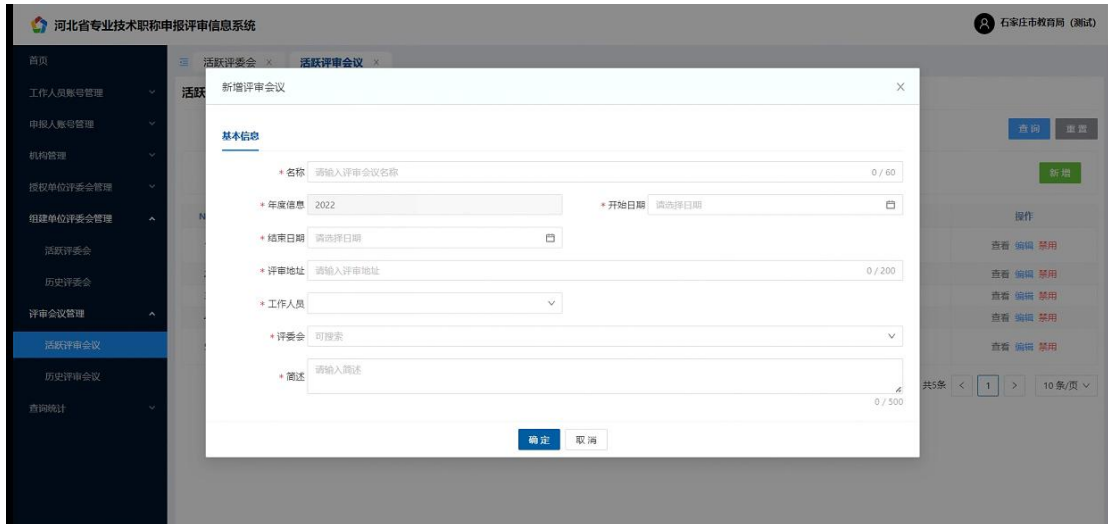 河北省专业技术职称申报评审信息系统
石家庄市教育局（测试）
首页
活跃评委会 × 活跃评审会议 ×
工作人员账号管理
申报人账号管理
机构管理
授权单位评委会管理
组建单位评委会管理
活跃评委会
历史评委会
评审会议管理
活跃评审会议
历史评审会议
查询统计
活跃
新增评审会议
基本信息
* 名称 请输入评审会议名称 0 / 60
* 年度信息 2022 * 开始日期 请选择日期
* 结束日期 请选择日期
* 评审地址 请输入评审地址 0 / 200
* 工作人员
* 评委会 可搜索
* 简述 请输入简述
0 / 500
确定 取消
查询 重置
新增
操作
查看 编辑 禁用
查看 编辑 禁用
查看 编辑 禁用
查看 编辑 禁用
查看 编辑 禁用
共5条 < 1 > 10 条/页